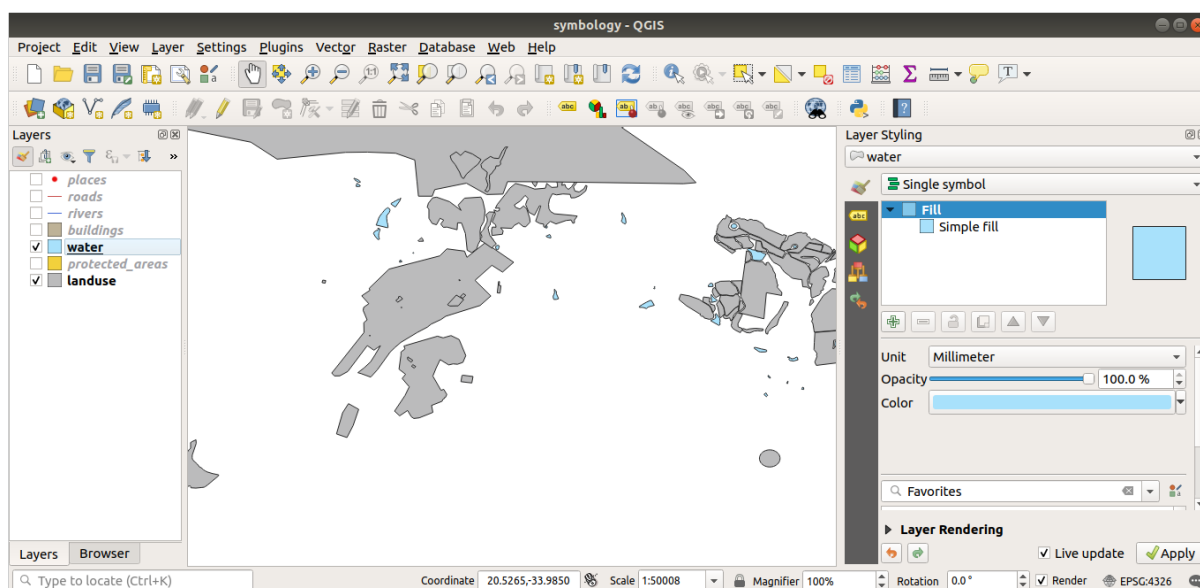 symbology - QGIS
Project Edit View Layer Settings Plugins Vector Raster Database Web Help
Layers
places
roads
rivers
buildings
water
protected_areas
landuse
Layers Browser
Layer Styling
water
Single symbol
Fill
Simple fill
Unit Millimeter
Opacity 100.0 %
Color
Favorites
Layer Rendering
Live update Apply
Type to locate (Ctrl+K) Coordinate 20.5265,-33.9850 Scale 1:50008 Magnifier 100% Rotation 0.0° Render EPSG:4326